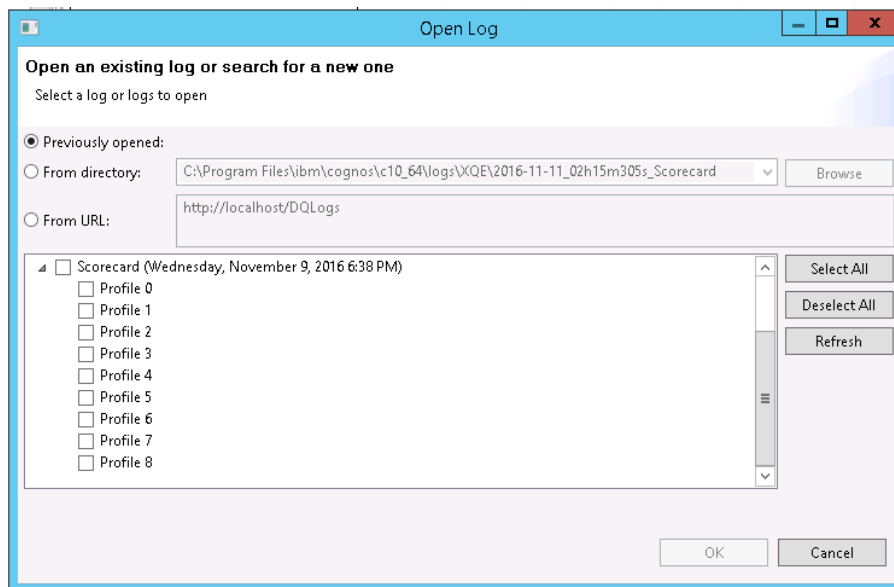 Open Log
Open an existing log or search for a new one
Select a log or logs to open
Previously opened:
From directory: C:\Program Files\ibm\cognos\c10_64\logs\XQE\2016-11-11_02h15m305s_Scorecard Browse
From URL: http://localhost/DQLogs
Scorecard (Wednesday, November 9, 2016 6:38 PM) Select All
Profile 0
Profile 1 Deselect All
Profile 2
Profile 3 Refresh
Profile 4
Profile 5
Profile 6
Profile 7
Profile 8
OK Cancel